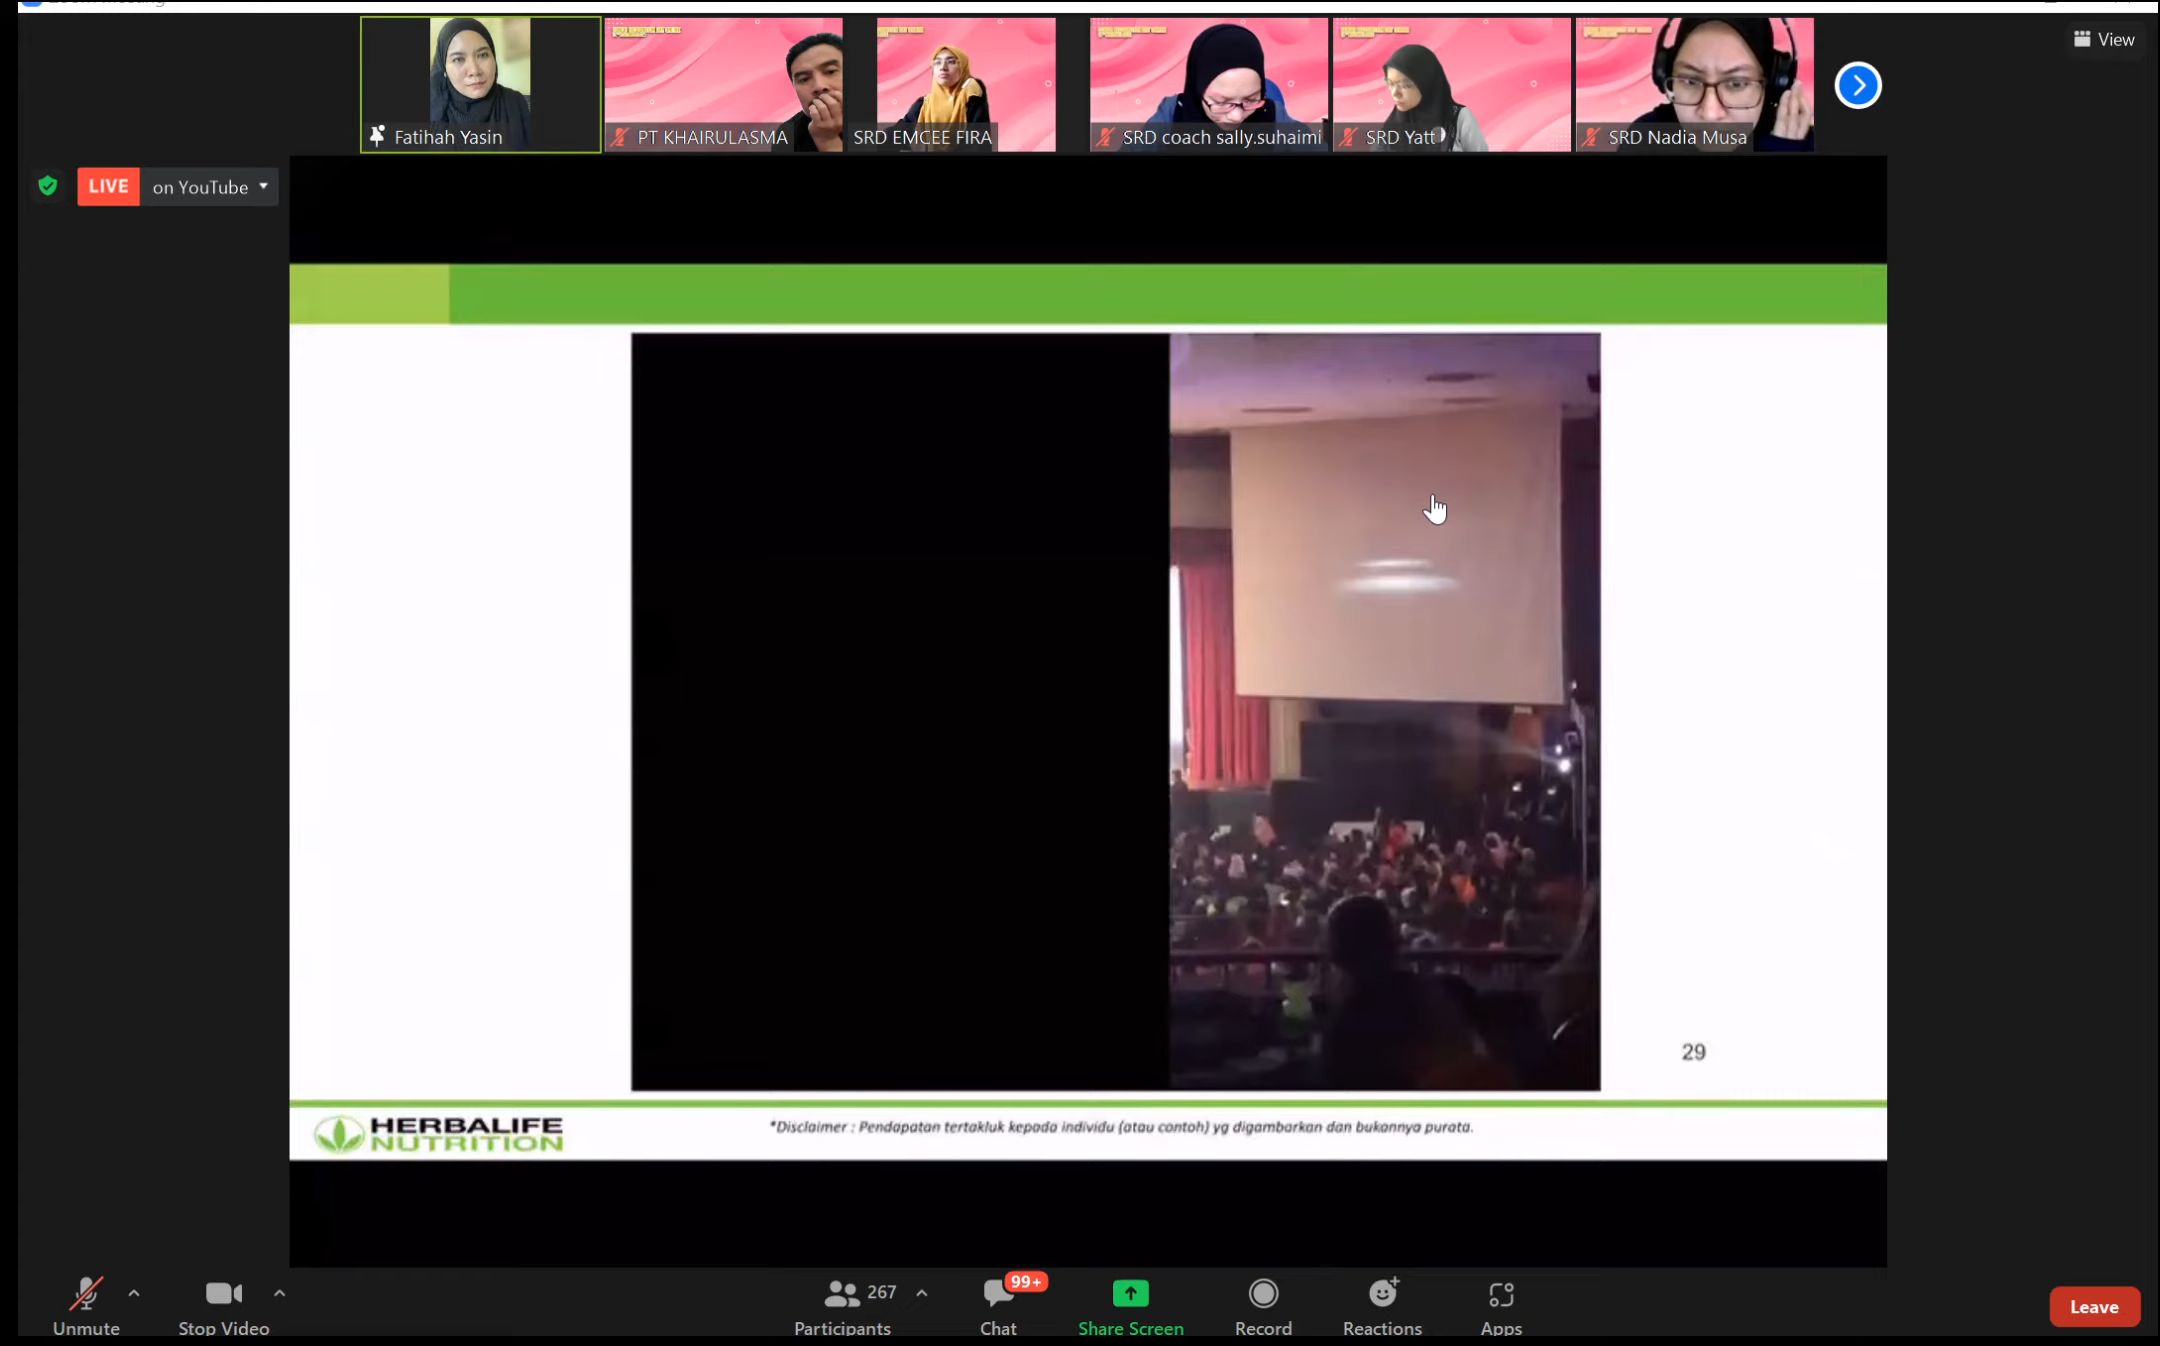 View
Fatihah Yasin
PT KHAIRULASMA
SRD EMCEE FIRA
SRD coach sally.suhaimi
SRD Yatt
SRD Nadia Musa
LIVE on YouTube
29
HERBALIFE
NUTRITION
*Disclaimer : Pendapatan tertakluk kepada individu (atau contoh) yg digambarkan dan bukannya purata.
Unmute
Stop Video
267
Participants
99+
Chat
Share Screen
Record
Reactions
Apps
Leave